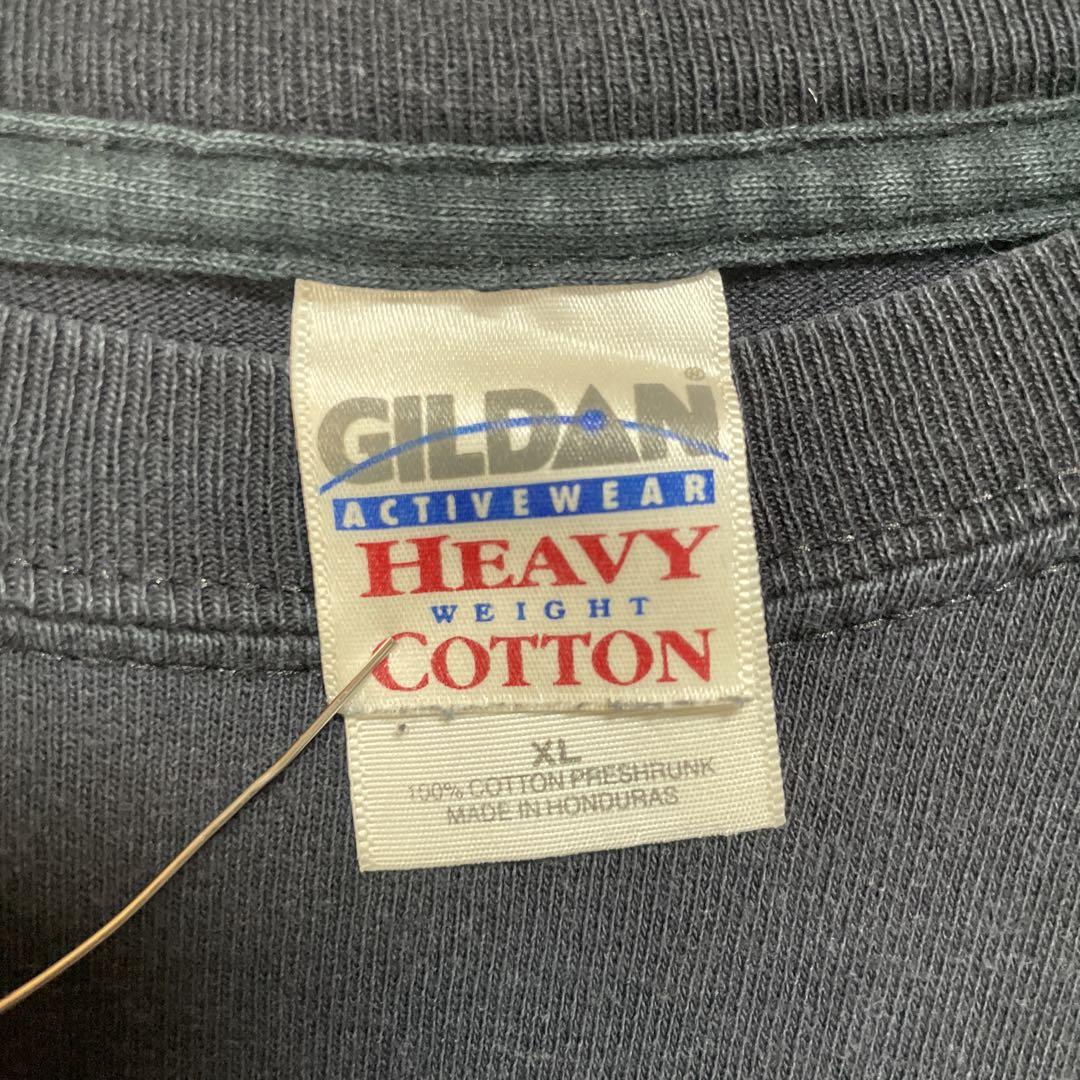 GILDAN®
ACTIVEWEAR
HEAVY
WEIGHT
COTTON
XL
100% COTTON PRESHRUNK
MADE IN HONDURAS